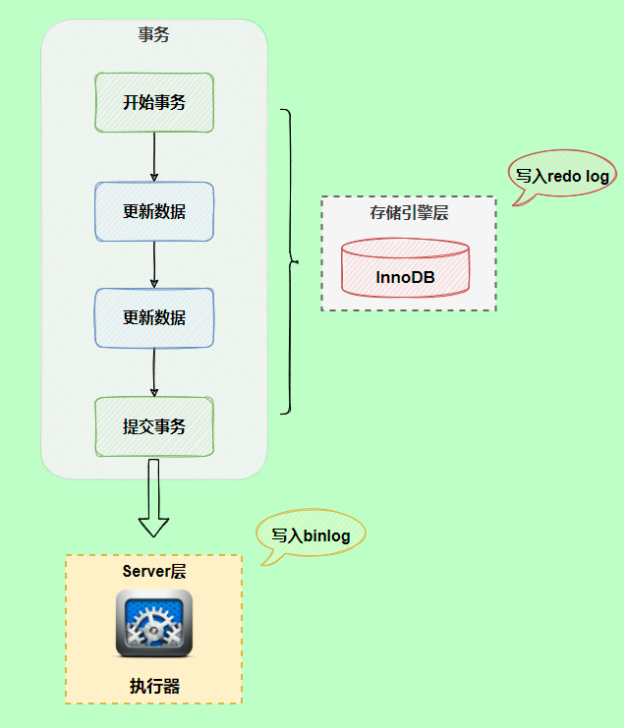 事务
开始事务
更新数据
更新数据
提交事务
写入redo log
存储引擎层
InnoDB
写入binlog
Server层
执行器